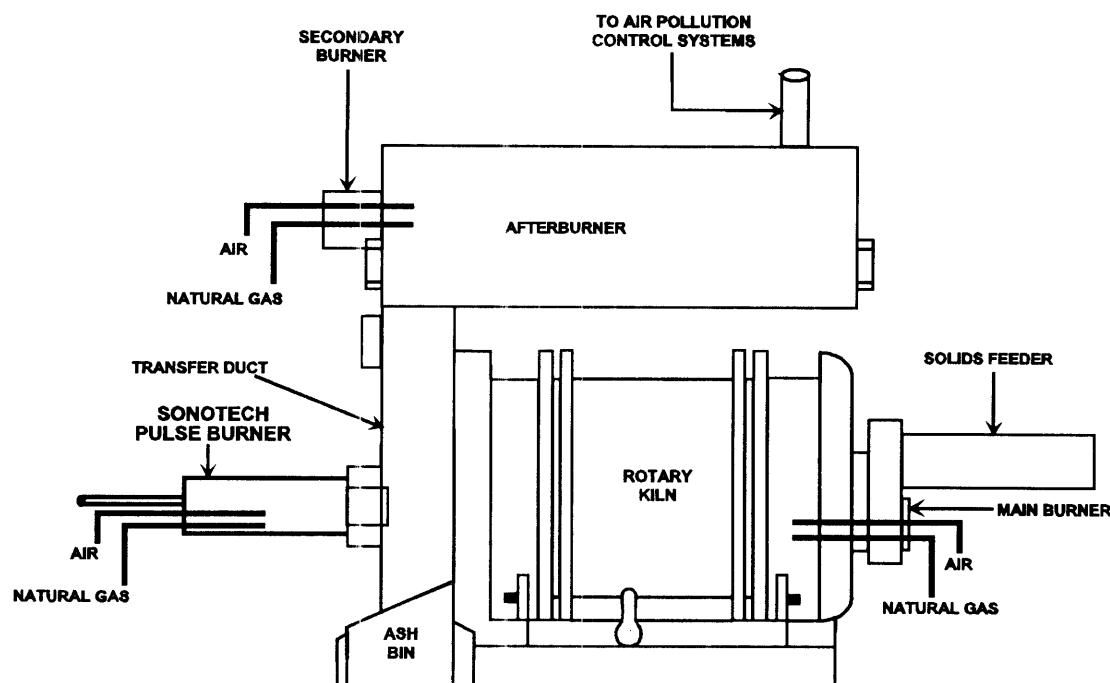 TO AIR POLLUTION
CONTROL SYSTEMS
SECONDARY
BURNER
AFTERBURNER
AIR
NATURAL GAS
TRANSFER DUCT
SOLIDS FEEDER
SONOTECH
PULSE BURNER
ROTARY
KILN
MAIN BURNER
AIR
AIR
NATURAL GAS
NATURAL GAS
ASH
BIN